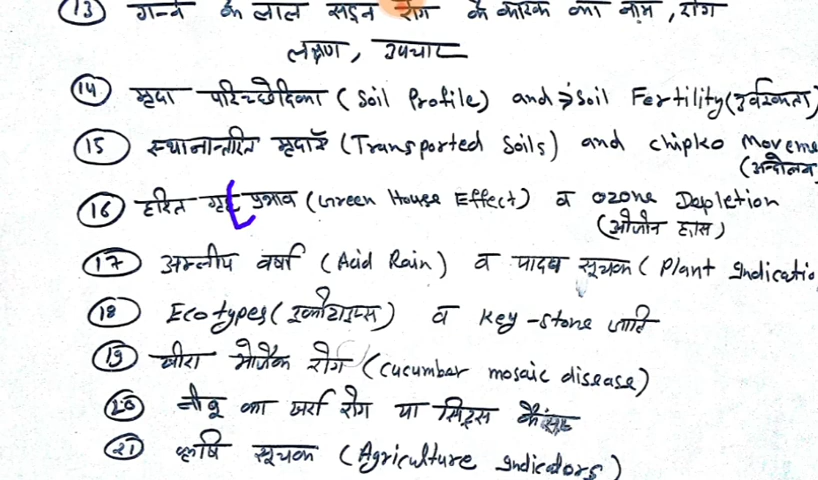 (13) गन्ने के लाल सड़न रोग के कारक का नाम, रोग
लक्षण, उपचार
(14) मृदा परिच्छेदिका (Soil Profile) and Soil Fertility (उर्वरकता)
(15) स्थानान्तरित मृदाएँ (Transported Soils) and chipko Moveme
(आन्दोलन
(16) हरित गृह प्रभाव (Green House Effect) व ozone Depletion
(ओजोन ह्रास)
(17) अम्लीय वर्षा (Acid Rain) व पादप सूचक (Plant Indicatio
(18) Ecotypes (इकोटाइप्स) व Key-stone जाति
(19) खीरा मोजैक रोग (cucumber mosaic disease)
(20) नीबू का खर्रा रोग या सिट्रस कैंसर
(21) कृषि सूचक (Agriculture Indicators)